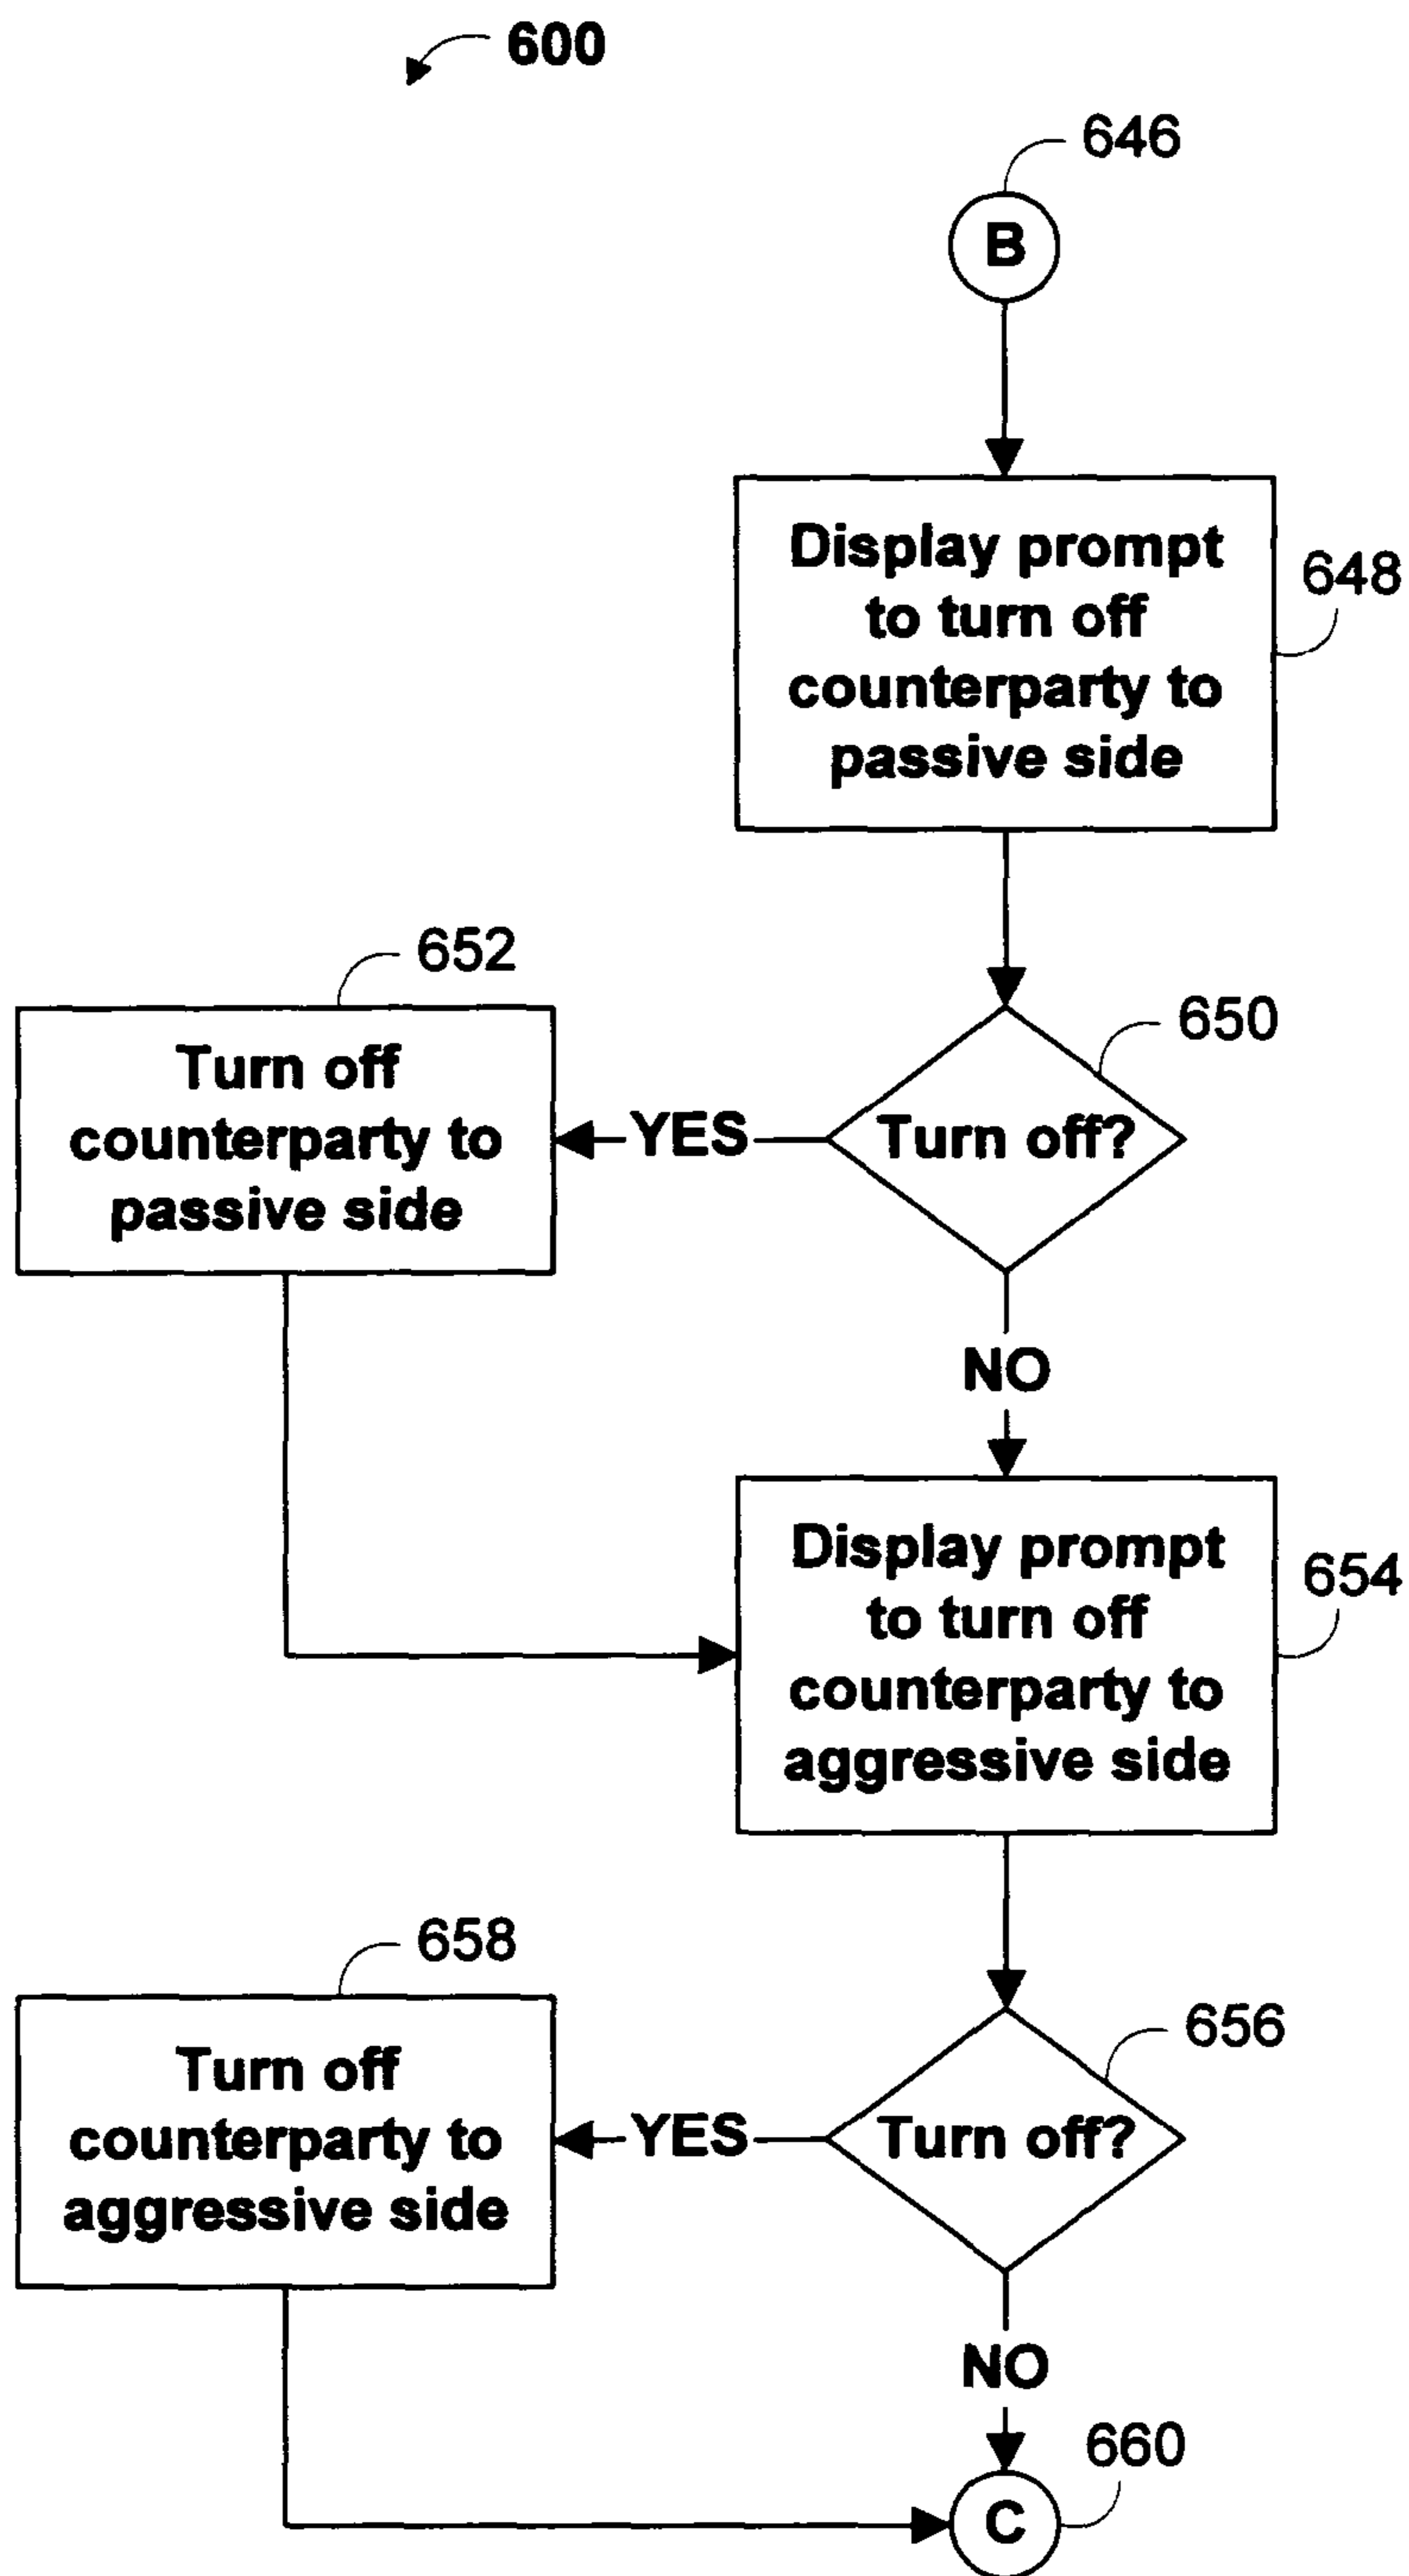 600
646
B
Display prompt
to turn off
counterparty to
passive side
648
652
Turn off
counterparty to
passive side
YES
650
Turn off?
NO
Display prompt
to turn off
counterparty to
aggressive side
654
658
Turn off
counterparty to
aggressive side
YES
656
Turn off?
NO
660
C